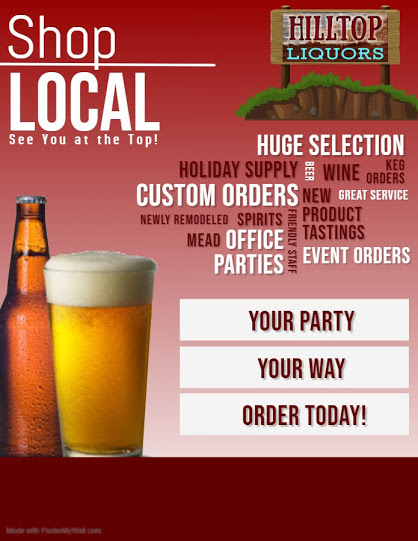 Shop
LOCAL
See You at the Top!
HILLTOP
LIQUORS
HUGE SELECTION
HOLIDAY SUPPLY
BEER
WINE
KEG
ORDERS
CUSTOM ORDERS
NEW
GREAT SERVICE
NEWLY REMODELED
SPIRITS
FRIENDLY STAFF
PRODUCT
TASTINGS
MEAD
OFFICE
PARTIES
EVENT ORDERS
YOUR PARTY
YOUR WAY
ORDER TODAY!
Made with PosterMyWall.com